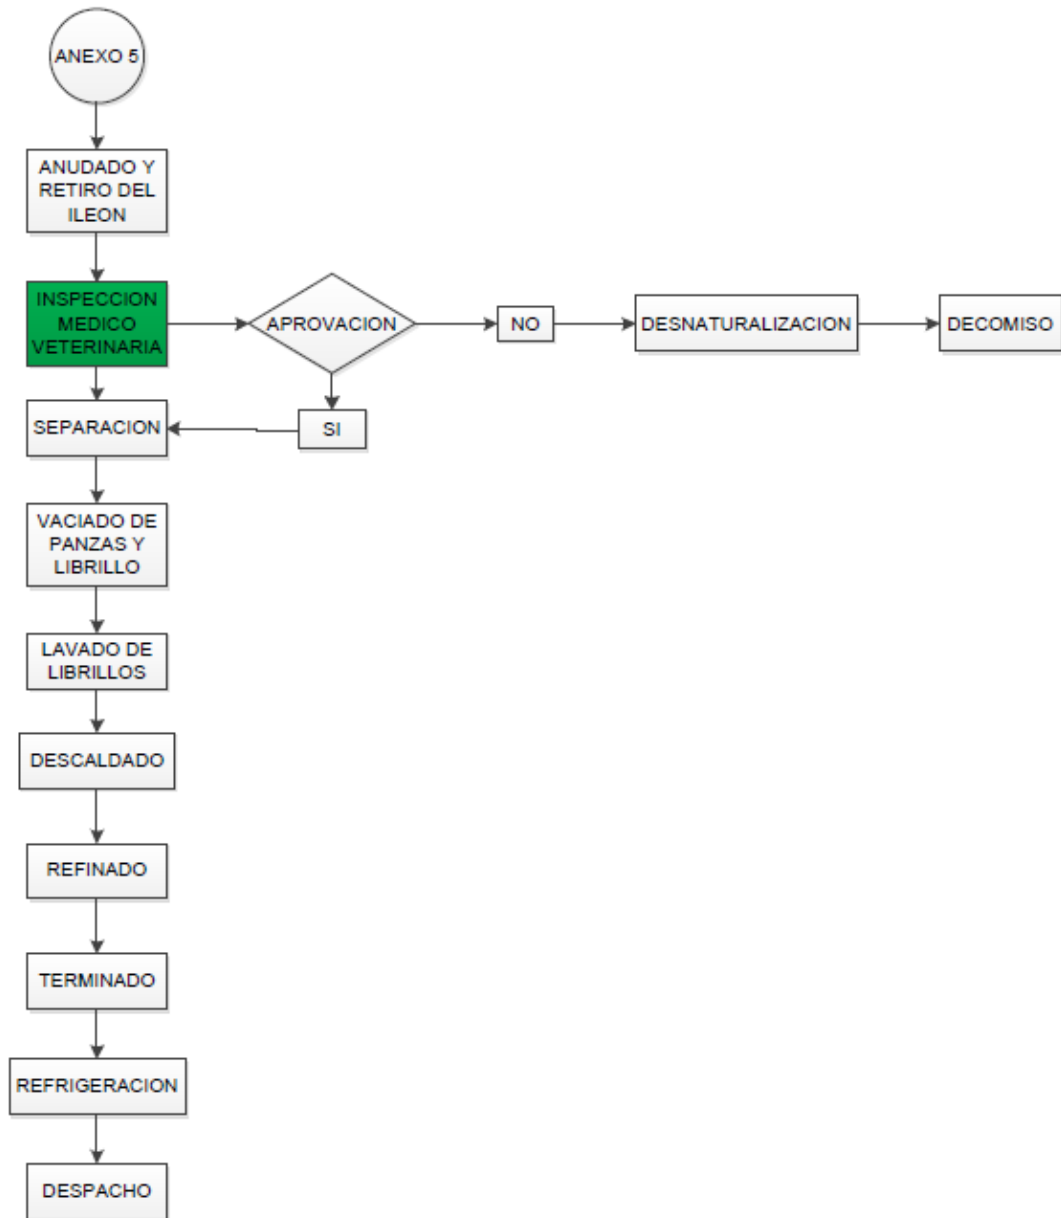 ANEXO 5
ANUDADO Y
RETIRO DEL
ILEON
INSPECCION
MEDICO
VETERINARIA
APROVACION
NO
DESNATURALIZACION
DECOMISO
SEPARACION
SI
VACIADO DE
PANZAS Y
LIBRILLO
LAVADO DE
LIBRILLOS
DESCALDADO
REFINADO
TERMINADO
REFRIGERACION
DESPACHO